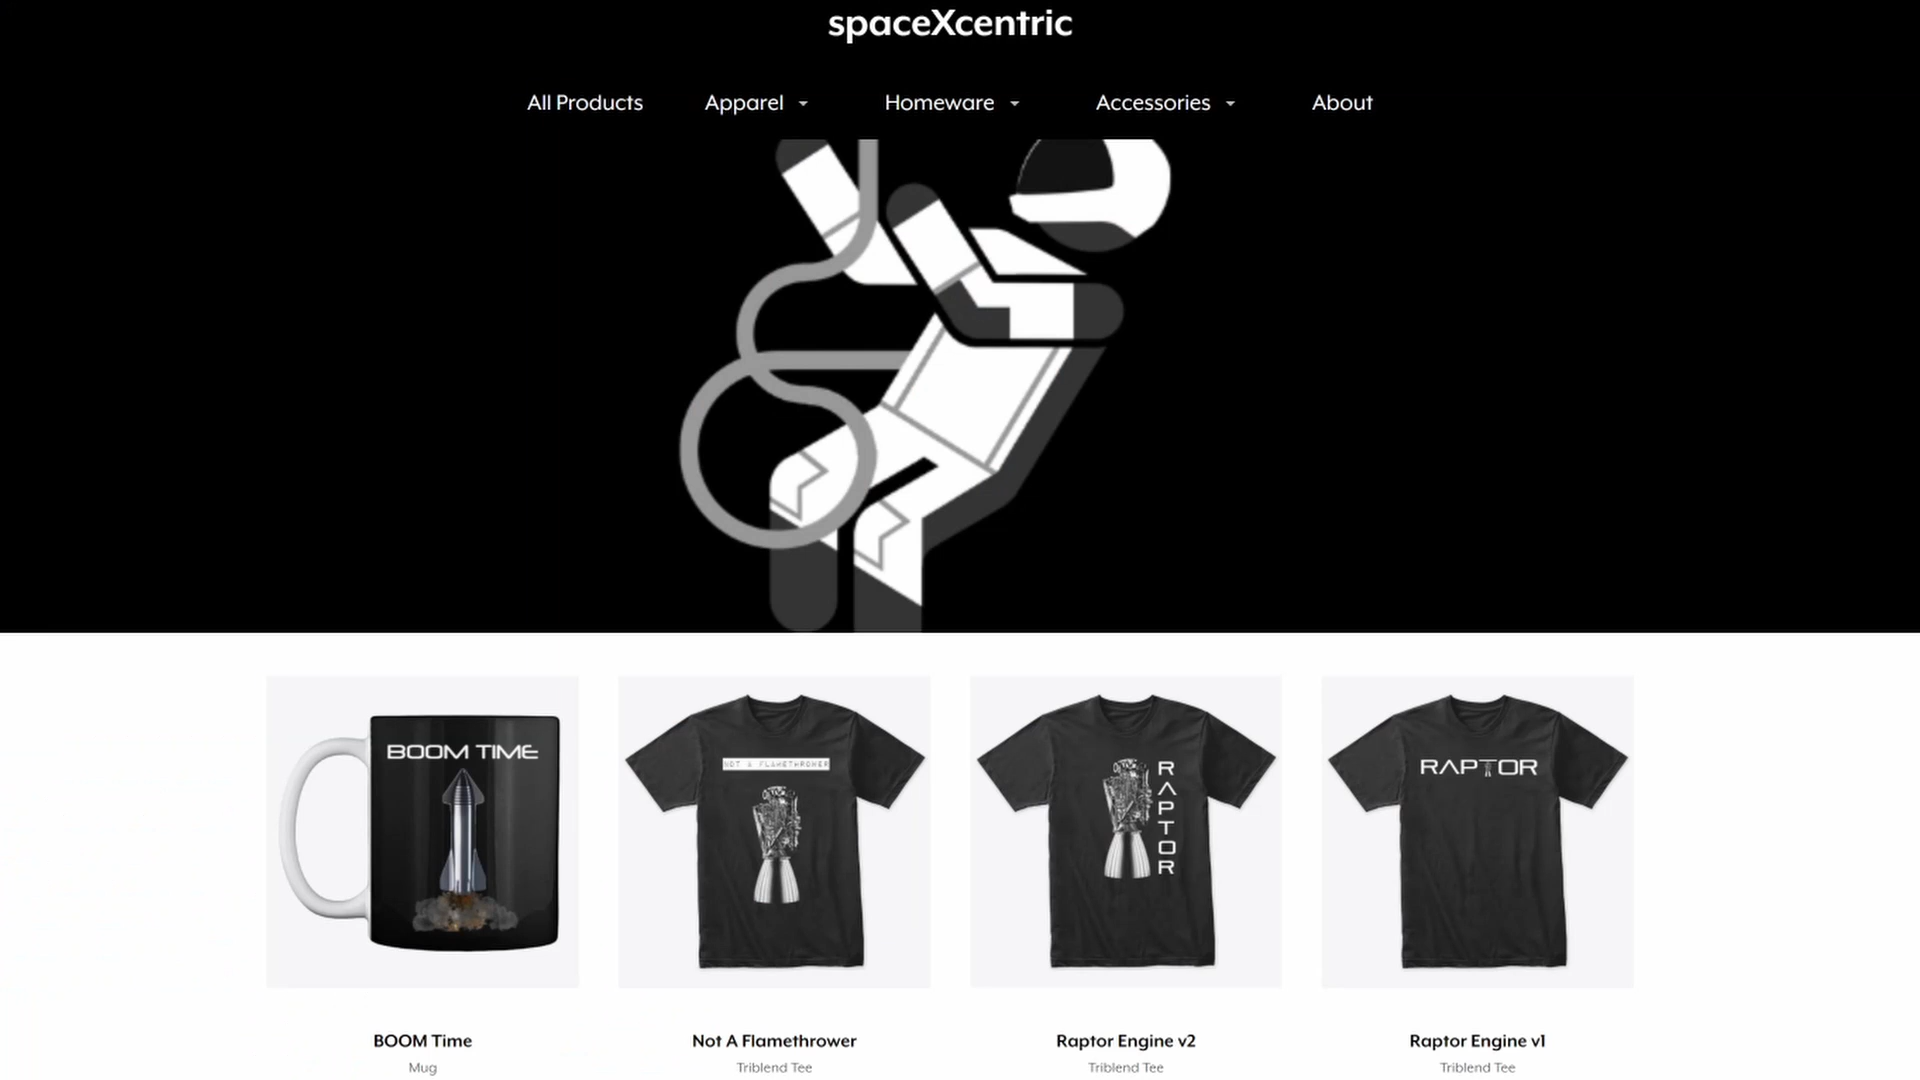 spaceXcentric
All Products Apparel Homeware Accessories About
BOOM TIME
NOT A FLAMETHROWER
RAPTOR
RAPTOR
BOOM Time
Mug
Not A Flamethrower
Triblend Tee
Raptor Engine v2
Triblend Tee
Raptor Engine v1
Triblend Tee